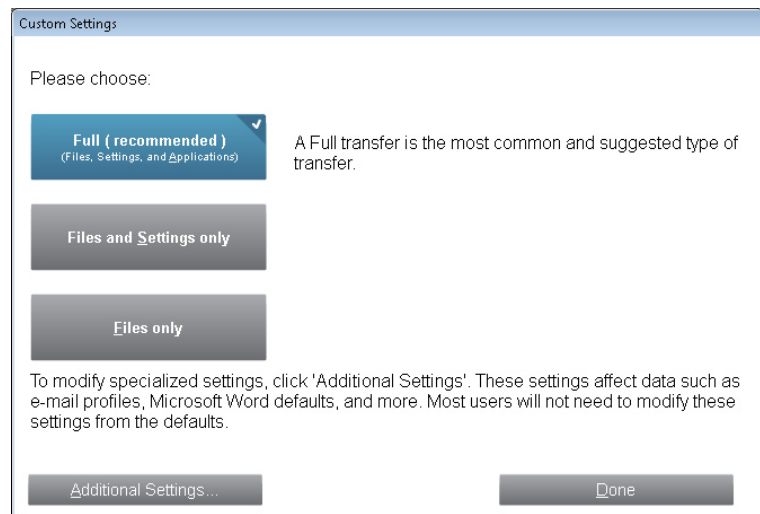 Custom Settings
Please choose:
Full ( recommended )
(Files, Settings, and Applications)
A Full transfer is the most common and suggested type of
transfer.
Files and Settings only
Files only
To modify specialized settings, click 'Additional Settings'. These settings affect data such as
e-mail profiles, Microsoft Word defaults, and more. Most users will not need to modify these
settings from the defaults.
Additional Settings...
Done